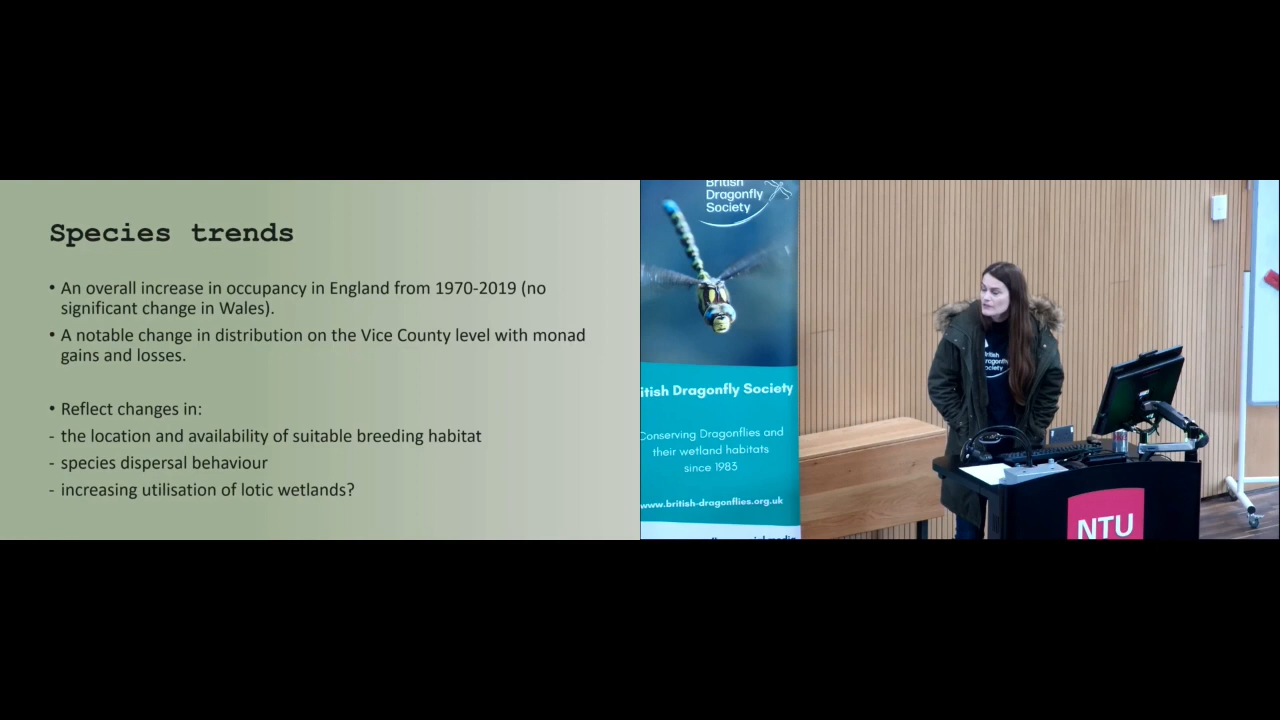 Species trends
• An overall increase in occupancy in England from 1970-2019 (no
significant change in Wales).
• A notable change in distribution on the Vice County level with monad
gains and losses.
• Reflect changes in:
- the location and availability of suitable breeding habitat
- species dispersal behaviour
- increasing utilisation of lotic wetlands?
British
Dragonfly
Society
itish Dragonfly Society
Conserving Dragonflies and
their wetland habitats
since 1983
www.british-dragonflies.org.uk
British
Dragonfly
Society
NTU